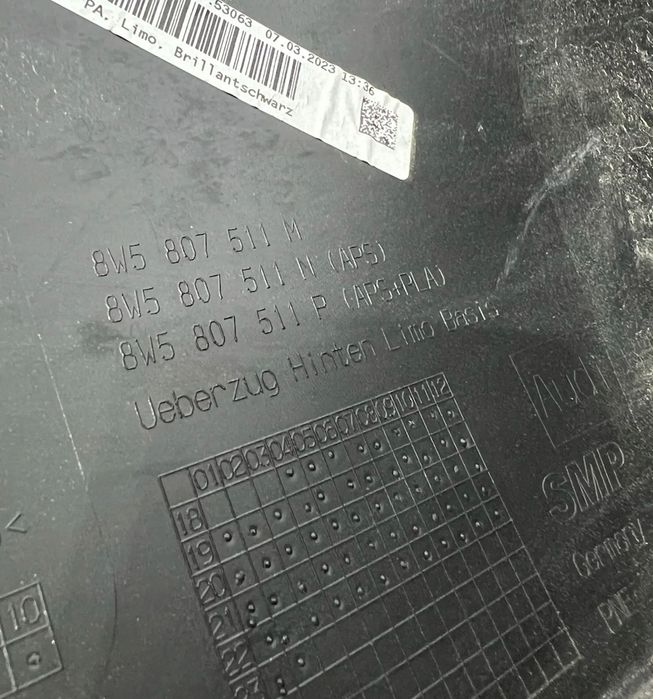 .53063 07.03.2023 13:36
PA, Limo, Brillantschwarz
8W5 807 511 M
8W5 807 511 N (APS)
8W5 807 511 P (APS+PLA)
Ueberzug Hinten Limo Basis
01 02 03 04 05 06 07 08 09 10 11 12
18
19
20
21
22
23
Audi
SMP
Germany
10